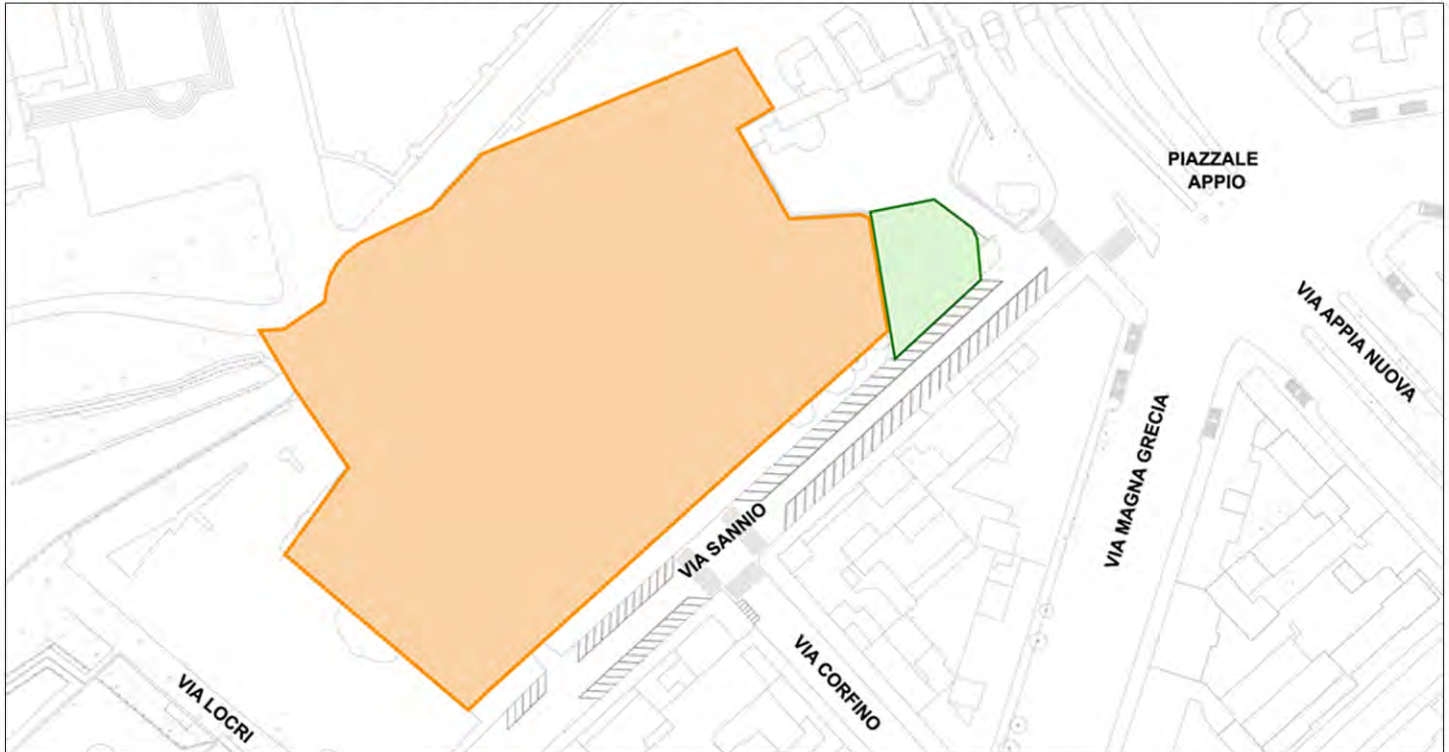 PIAZZALE
APPIO
VIA APPIA NUOVA
VIA MAGNA GRECIA
VIA SANNIO
VIA CORFINO
VIA LOCRI